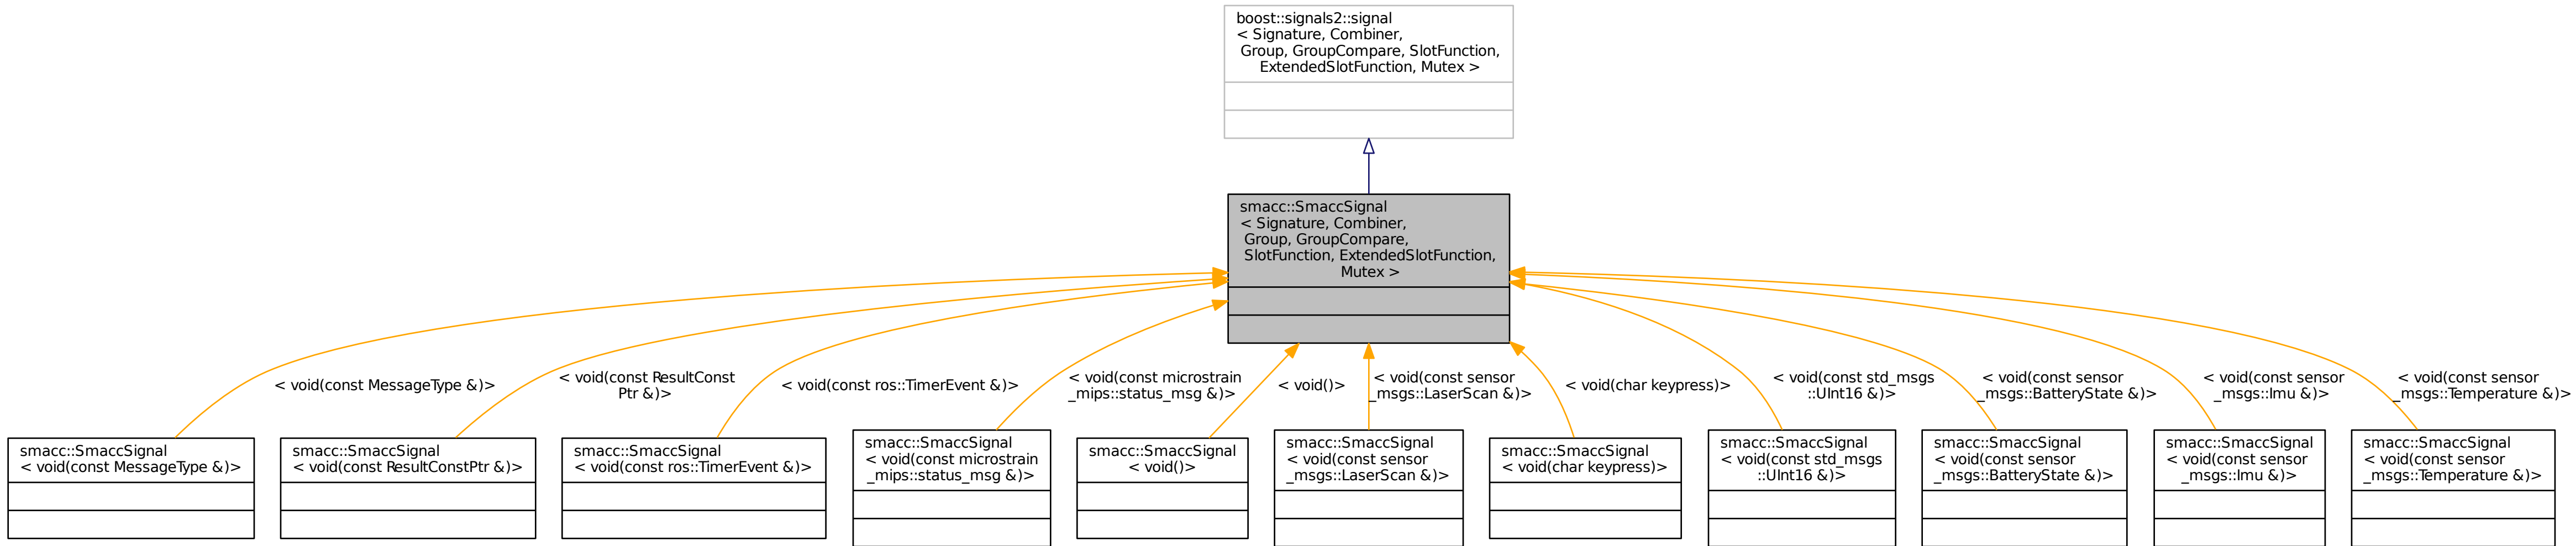 boost::signals2::signal
< Signature, Combiner,
Group, GroupCompare, SlotFunction,
ExtendedSlotFunction, Mutex >
smacc::SmaccSignal
< Signature, Combiner,
Group, GroupCompare,
SlotFunction, ExtendedSlotFunction,
Mutex >
< void(const MessageType &)>
< void(const ResultConst
Ptr &)>
< void(const ros::TimerEvent &)>
< void(const microstrain
_mips::status_msg &)>
< void()>
< void(const sensor
_msgs::LaserScan &)>
< void(char keypress)>
< void(const std_msgs
::UInt16 &)>
< void(const sensor
_msgs::BatteryState &)>
< void(const sensor
_msgs::Imu &)>
< void(const sensor
_msgs::Temperature &)>
smacc::SmaccSignal
< void(const MessageType &)>
smacc::SmaccSignal
< void(const ResultConstPtr &)>
smacc::SmaccSignal
< void(const ros::TimerEvent &)>
smacc::SmaccSignal
< void(const microstrain
_mips::status_msg &)>
smacc::SmaccSignal
< void()>
smacc::SmaccSignal
< void(const sensor
_msgs::LaserScan &)>
smacc::SmaccSignal
< void(char keypress)>
smacc::SmaccSignal
< void(const std_msgs
::UInt16 &)>
smacc::SmaccSignal
< void(const sensor
_msgs::BatteryState &)>
smacc::SmaccSignal
< void(const sensor
_msgs::Imu &)>
smacc::SmaccSignal
< void(const sensor
_msgs::Temperature &)>